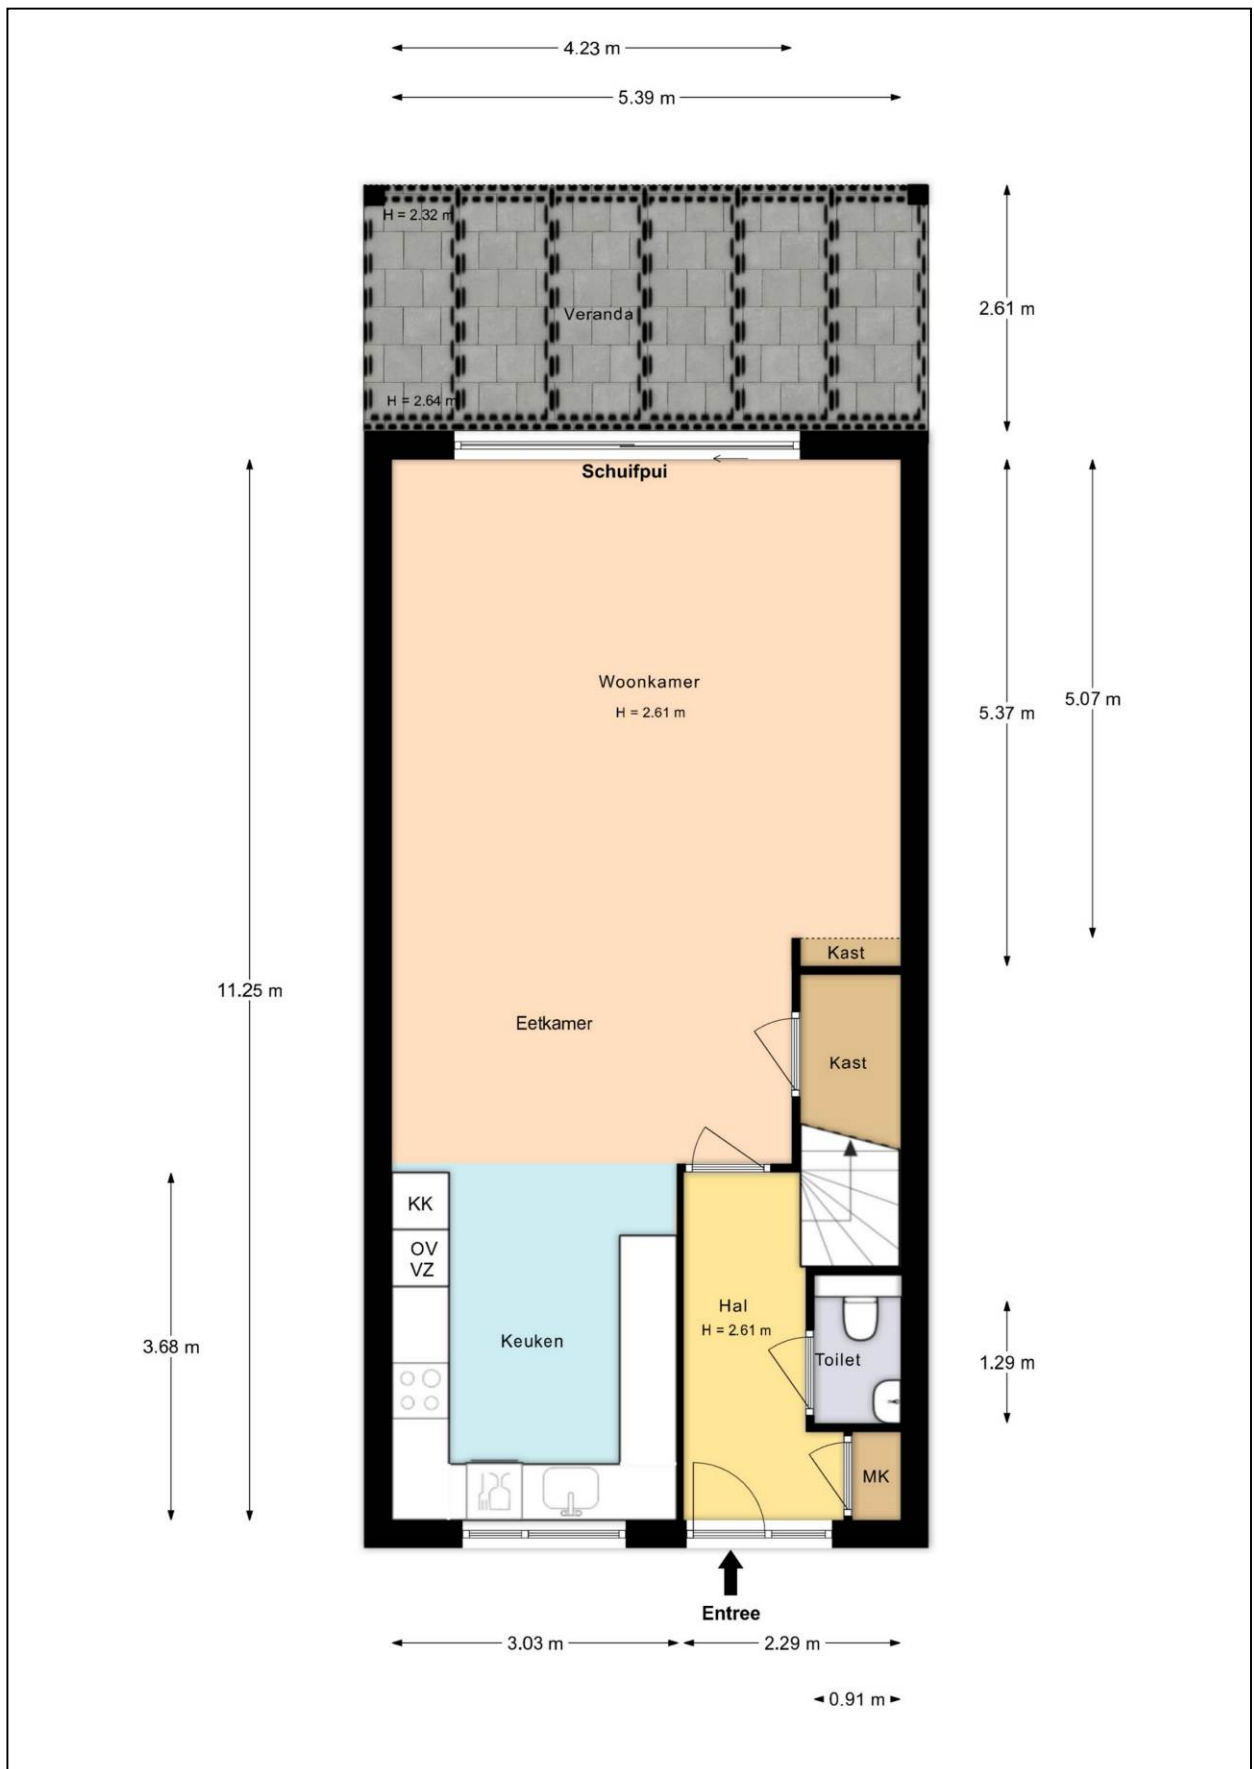 4.23 m
5.39 m
H = 2.32 m
Veranda
2.61 m
H = 2.64 m
Schuifpui
Woonkamer
H = 2.61 m
5.37 m
5.07 m
Kast
11.25 m
Eetkamer
Kast
KK
OV
VZ
Hal
H = 2.61 m
Keuken
3.68 m
Toilet
1.29 m
MK
Entree
3.03 m
2.29 m
0.91 m